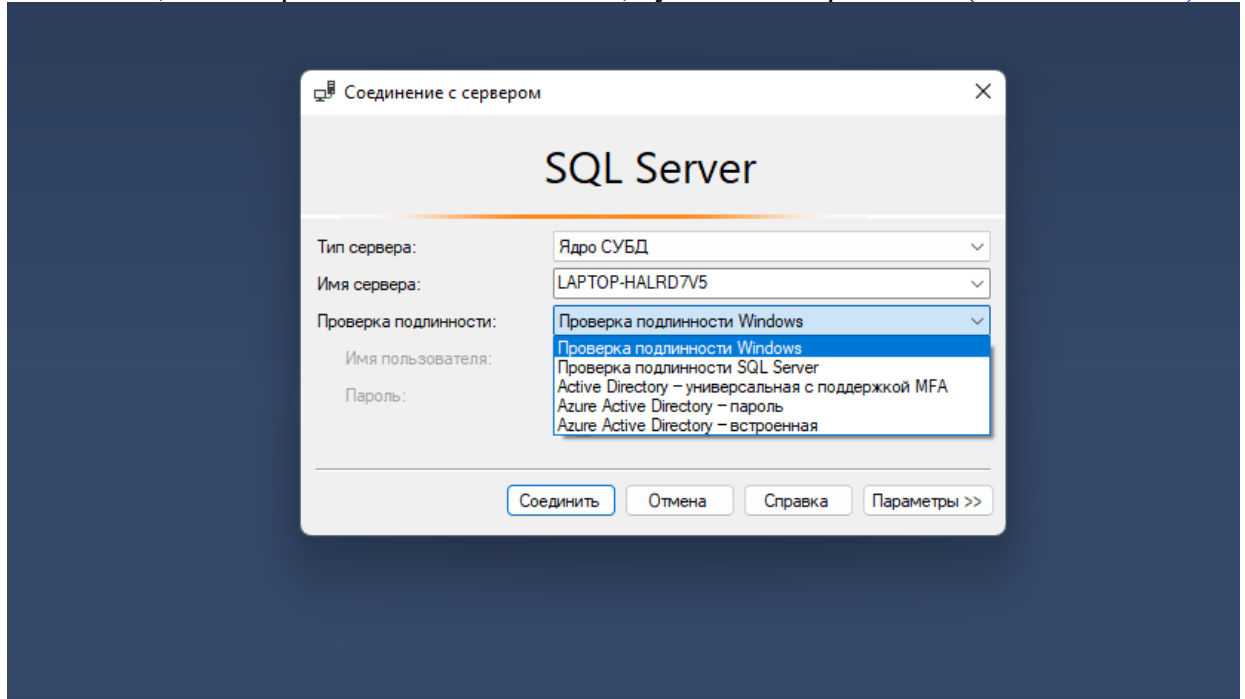 Соединение с сервером
SQL Server
Тип сервера: Ядро СУБД
Имя сервера: LAPTOP-HALRD7V5
Проверка подлинности: Проверка подлинности Windows
Проверка подлинности Windows
Имя пользователя:
Проверка подлинности SQL Server
Active Directory – универсальная с поддержкой MFA
Пароль:
Azure Active Directory – пароль
Azure Active Directory – встроенная
Соединить Отмена Справка Параметры >>